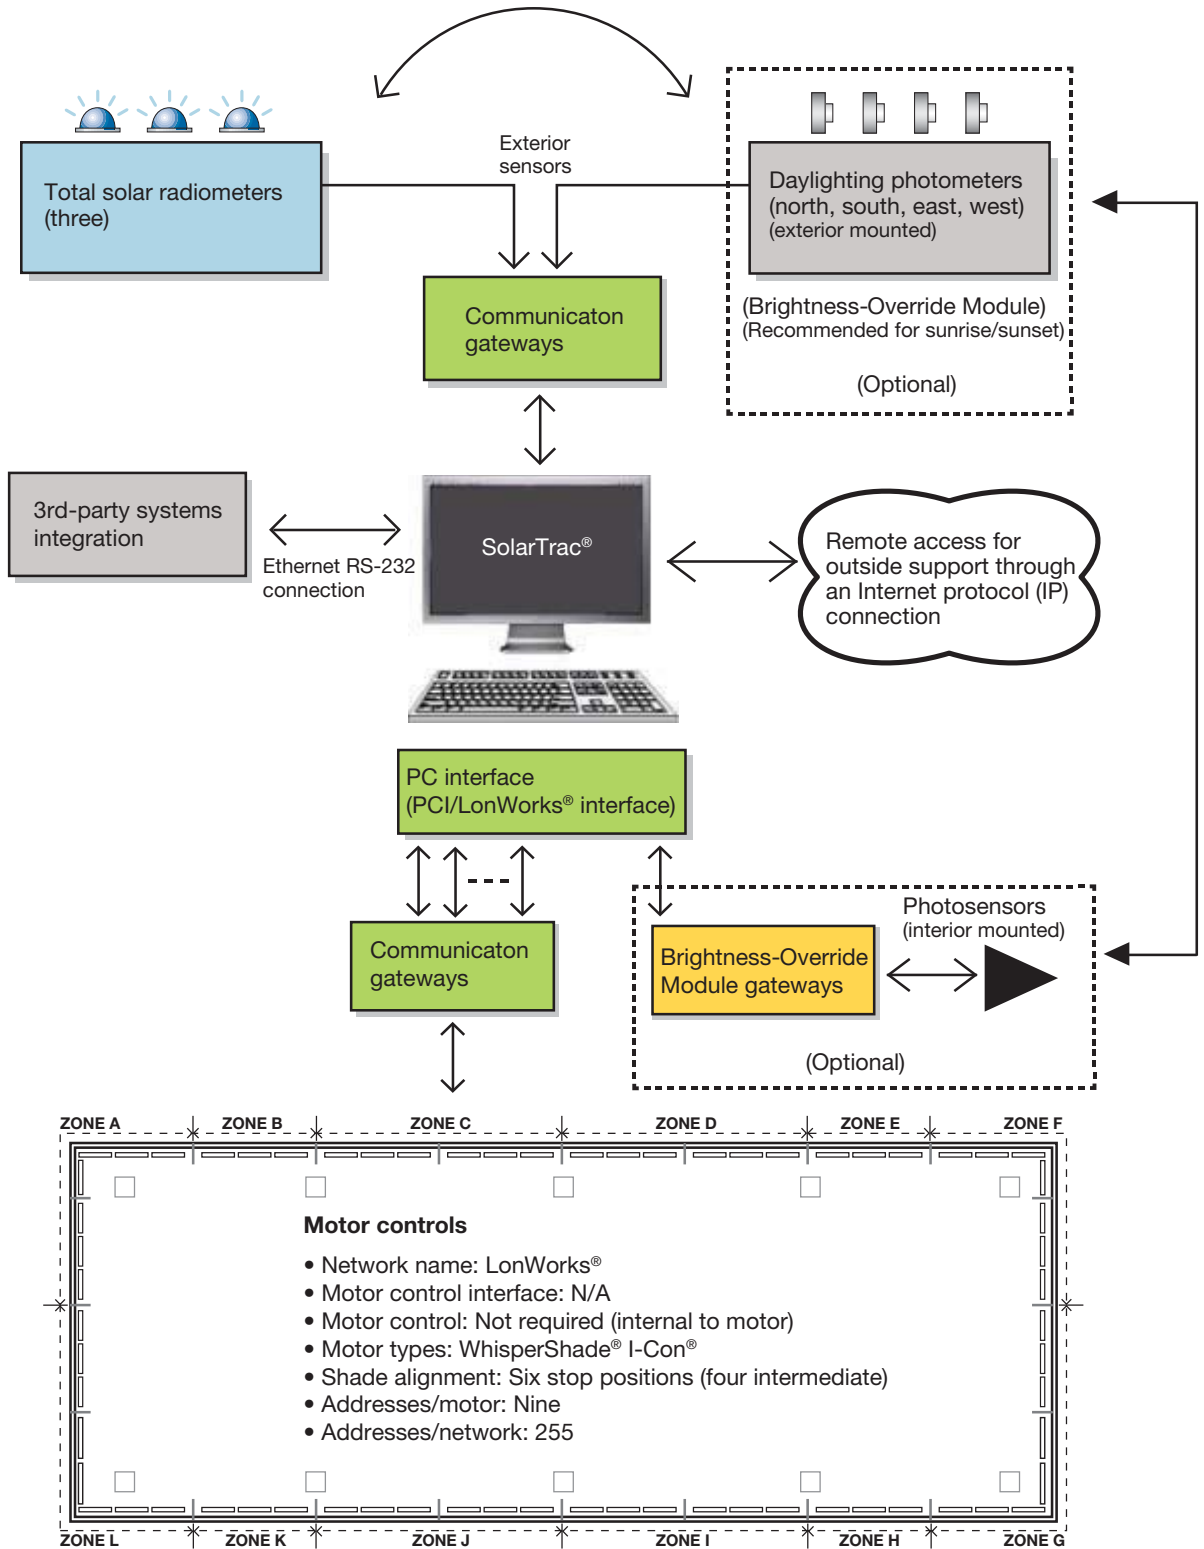 Exterior
sensors
Total solar radiometers
(three)
Daylighting photometers
(north, south, east, west)
(exterior mounted)
(Brightness-Override Module)
(Recommended for sunrise/sunset)
(Optional)
Communicaton
gateways
3rd-party systems
integration
Ethernet RS-232
connection
SolarTrac®
Remote access for
outside support through
an Internet protocol (IP)
connection
PC interface
(PCI/LonWorks® interface)
Communicaton
gateways
Brightness-Override
Module gateways
Photosensors
(interior mounted)
(Optional)
ZONE A ZONE B ZONE C ZONE D ZONE E ZONE F
Motor controls
• Network name: LonWorks®
• Motor control interface: N/A
• Motor control: Not required (internal to motor)
• Motor types: WhisperShade® I-Con®
• Shade alignment: Six stop positions (four intermediate)
• Addresses/motor: Nine
• Addresses/network: 255
ZONE L ZONE K ZONE J ZONE I ZONE H ZONE G